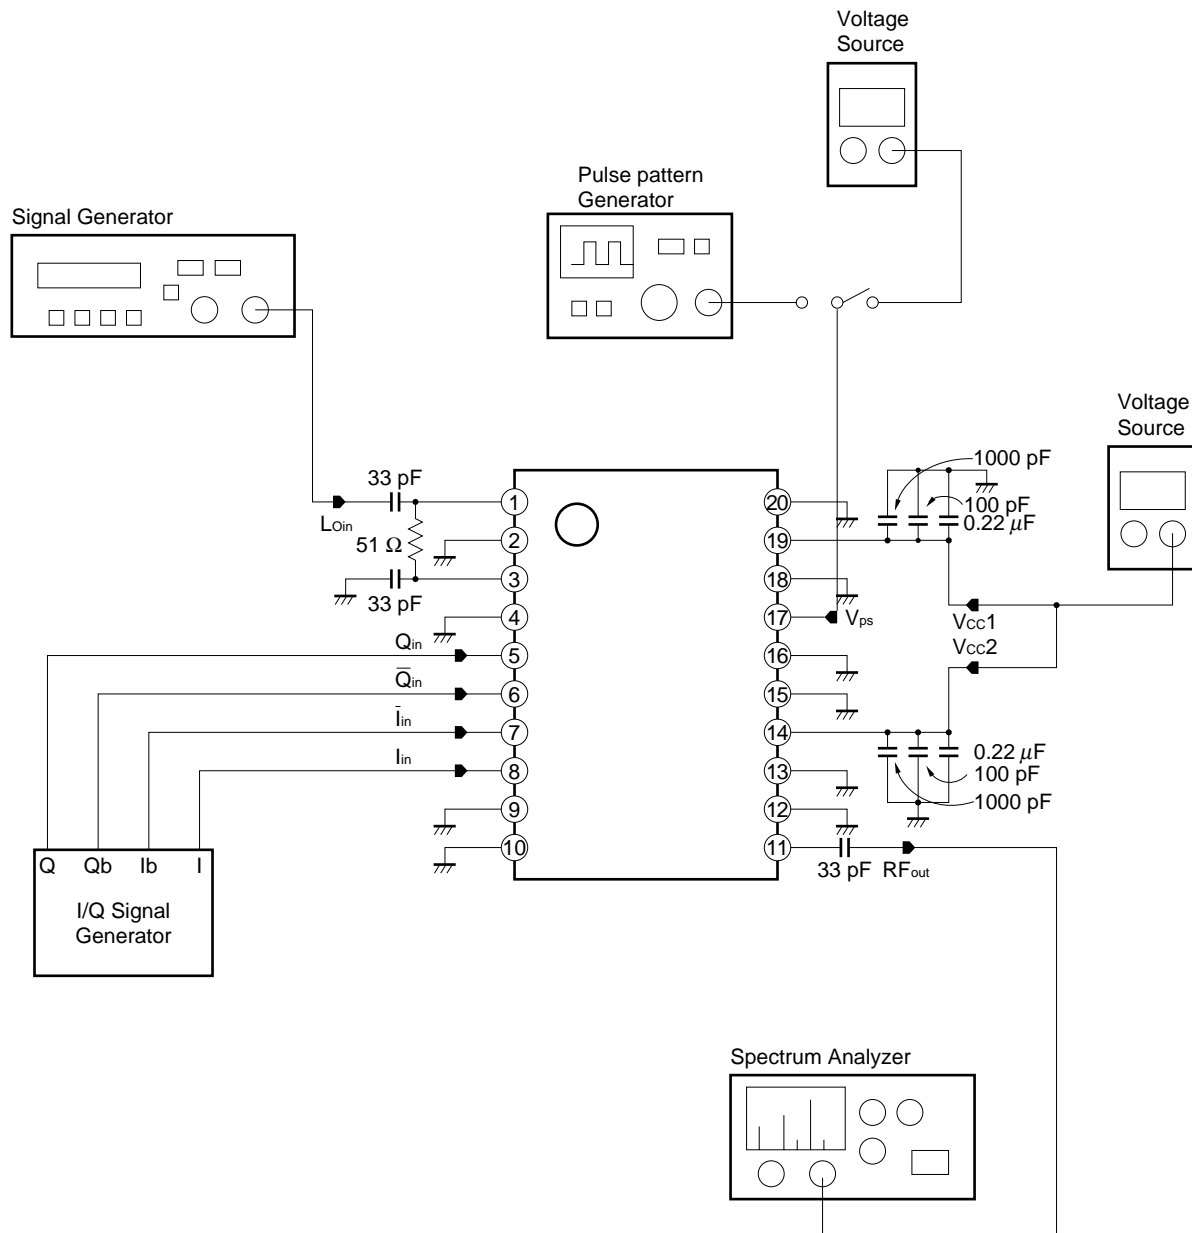 Voltage
Source
Pulse pattern
Generator
Signal Generator
Voltage
Source
33 pF
LOin
51 Ω
33 pF
1
2
3
4
5
6
7
8
9
10
20
19
18
17
16
15
14
13
12
11
1000 pF
100 pF
0.22 μF
Vps
VCC1
VCC2
Qin
Q̅in
I̅in
Iin
0.22 μF
100 pF
1000 pF
33 pF RFout
Q Qb Ib I
I/Q Signal
Generator
Spectrum Analyzer